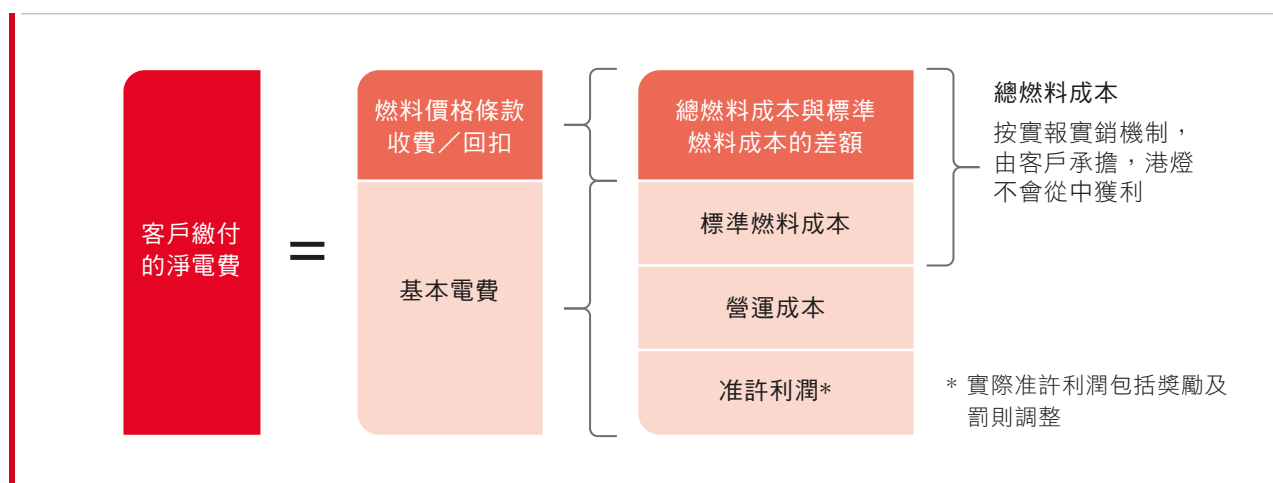 客戶繳付
的淨電費
=
燃料價格條款
收費／回扣
基本電費
總燃料成本與標準
燃料成本的差額
標準燃料成本
營運成本
准許利潤*
總燃料成本
按實報實銷機制，
由客戶承擔，港燈
不會從中獲利
* 實際准許利潤包括獎勵及
罰則調整